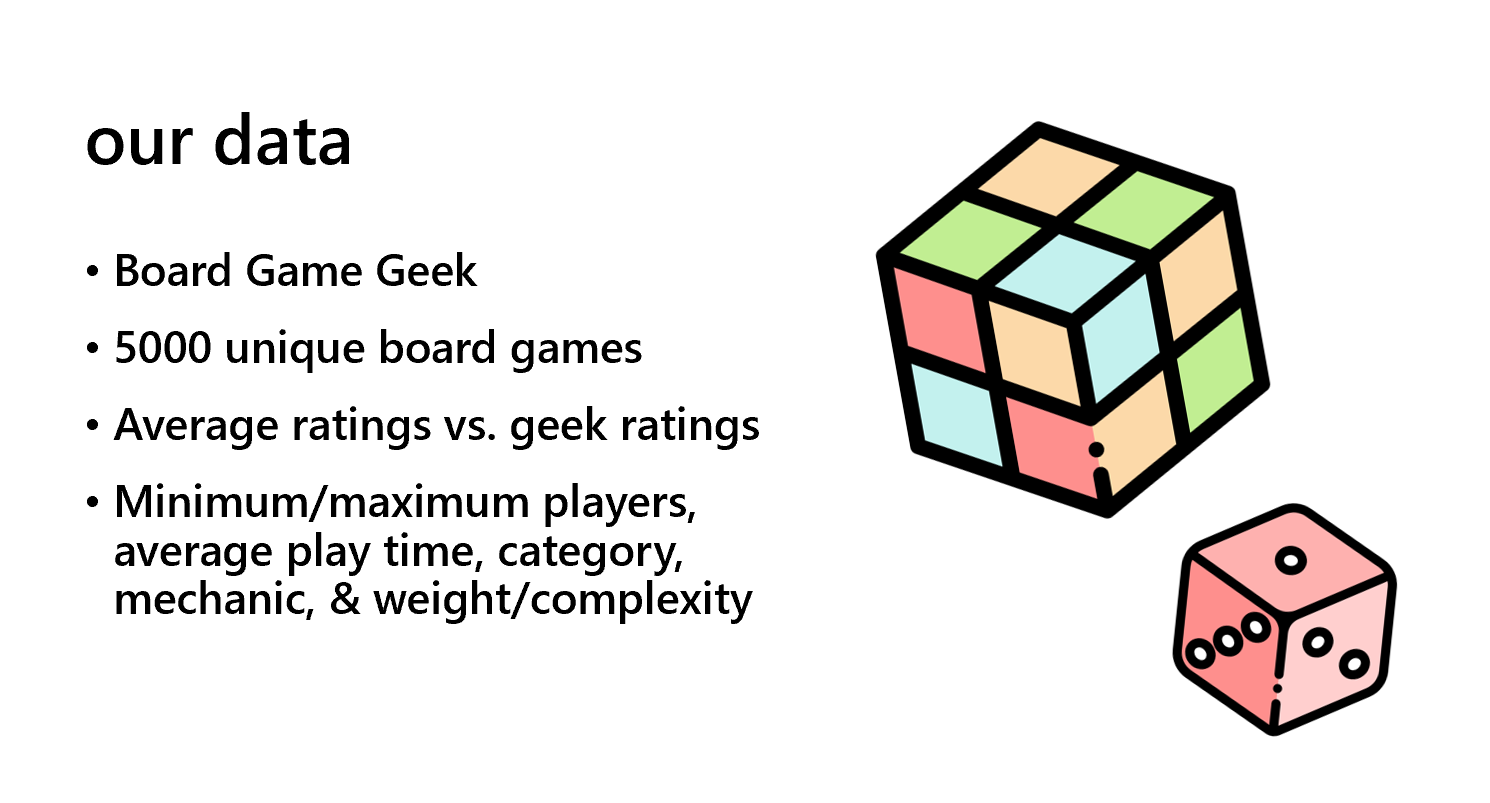 our data
• Board Game Geek
• 5000 unique board games
• Average ratings vs. geek ratings
• Minimum/maximum players,
average play time, category,
mechanic, & weight/complexity